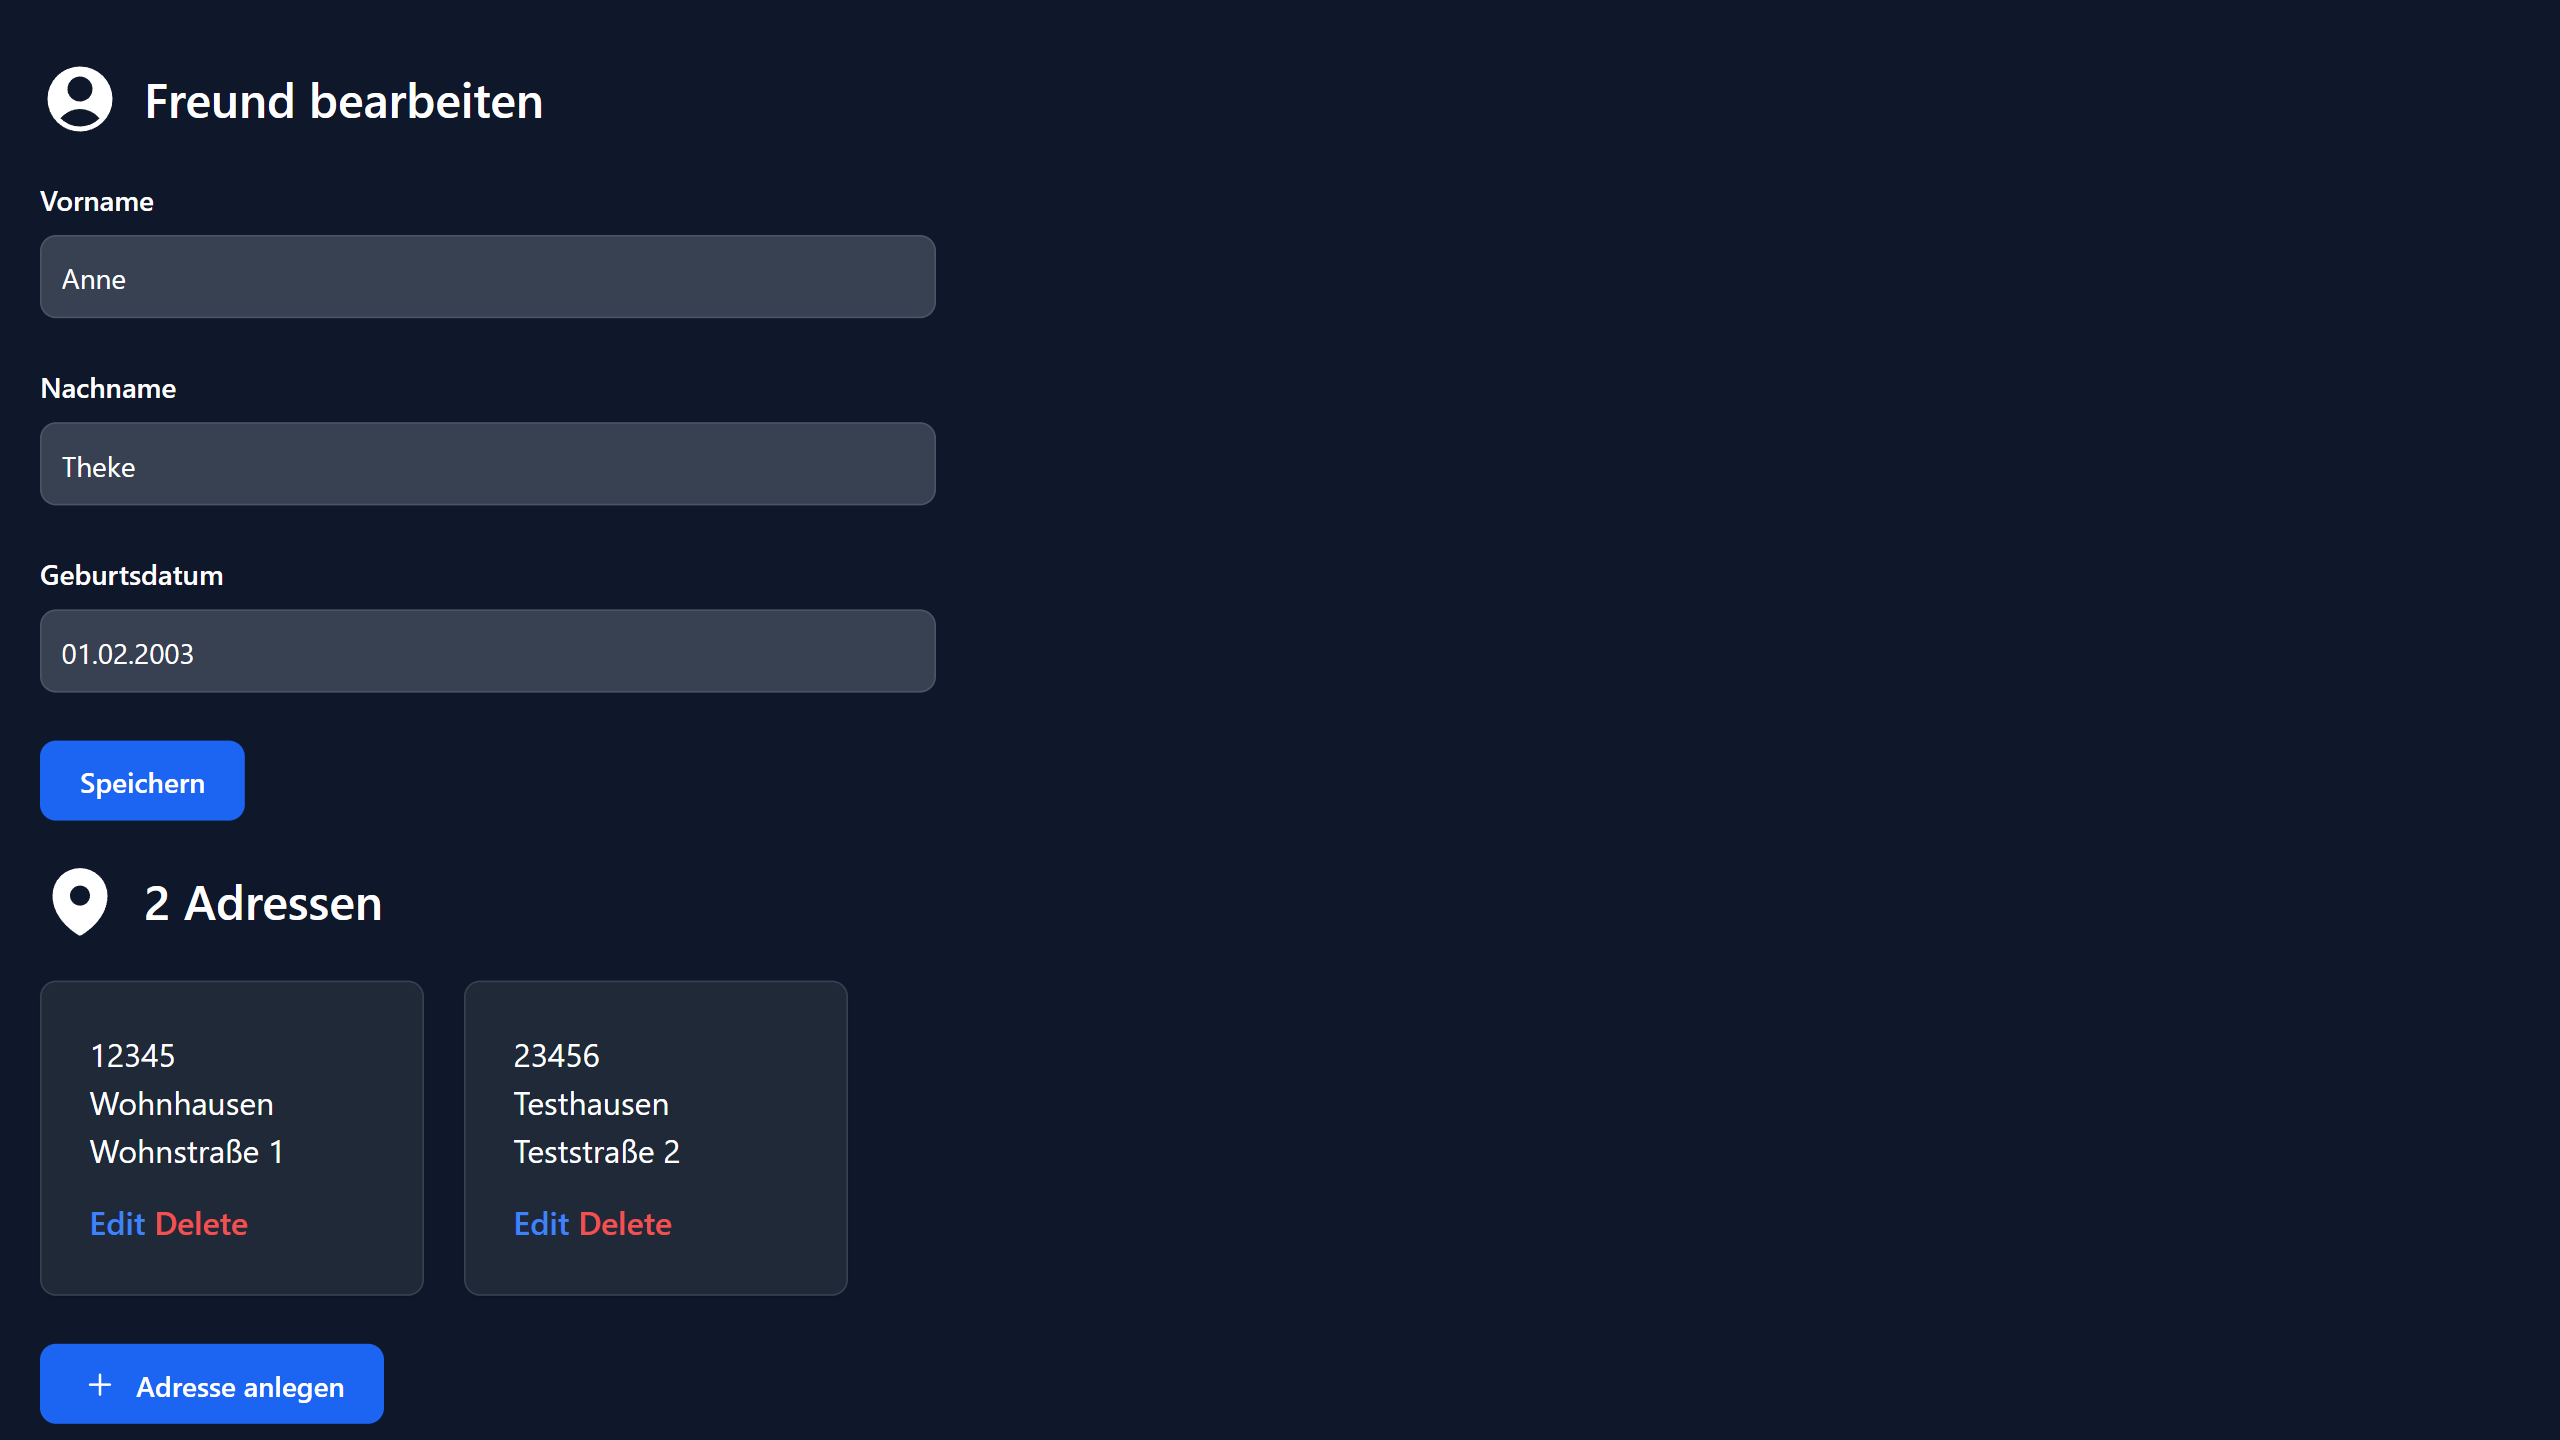 Freund bearbeiten
Vorname
Anne
Nachname
Theke
Geburtsdatum
01.02.2003
Speichern
2 Adressen
12345
Wohnhausen
Wohnstraße 1
Edit Delete
23456
Testhausen
Teststraße 2
Edit Delete
+ Adresse anlegen